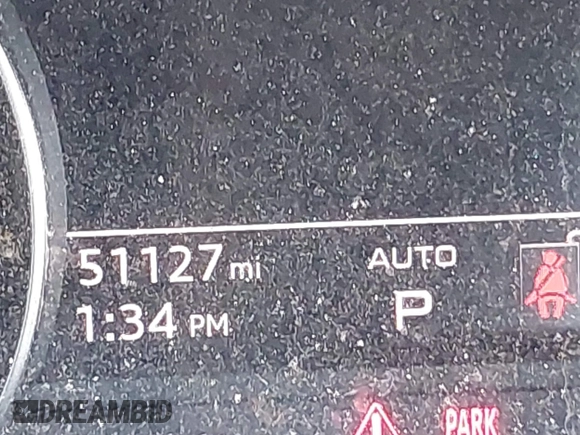 51127 mi
AUTO
1:34 PM
P
PARK
DREAMBID